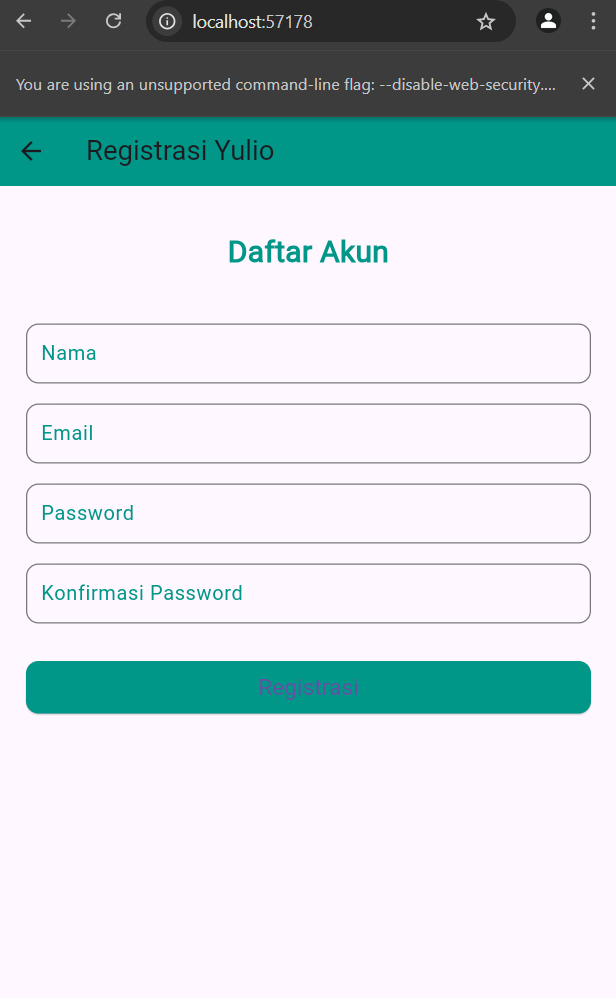 localhost:57178
You are using an unsupported command-line flag: --disable-web-security....
Registrasi Yulio
Daftar Akun
Nama
Email
Password
Konfirmasi Password
Registrasi